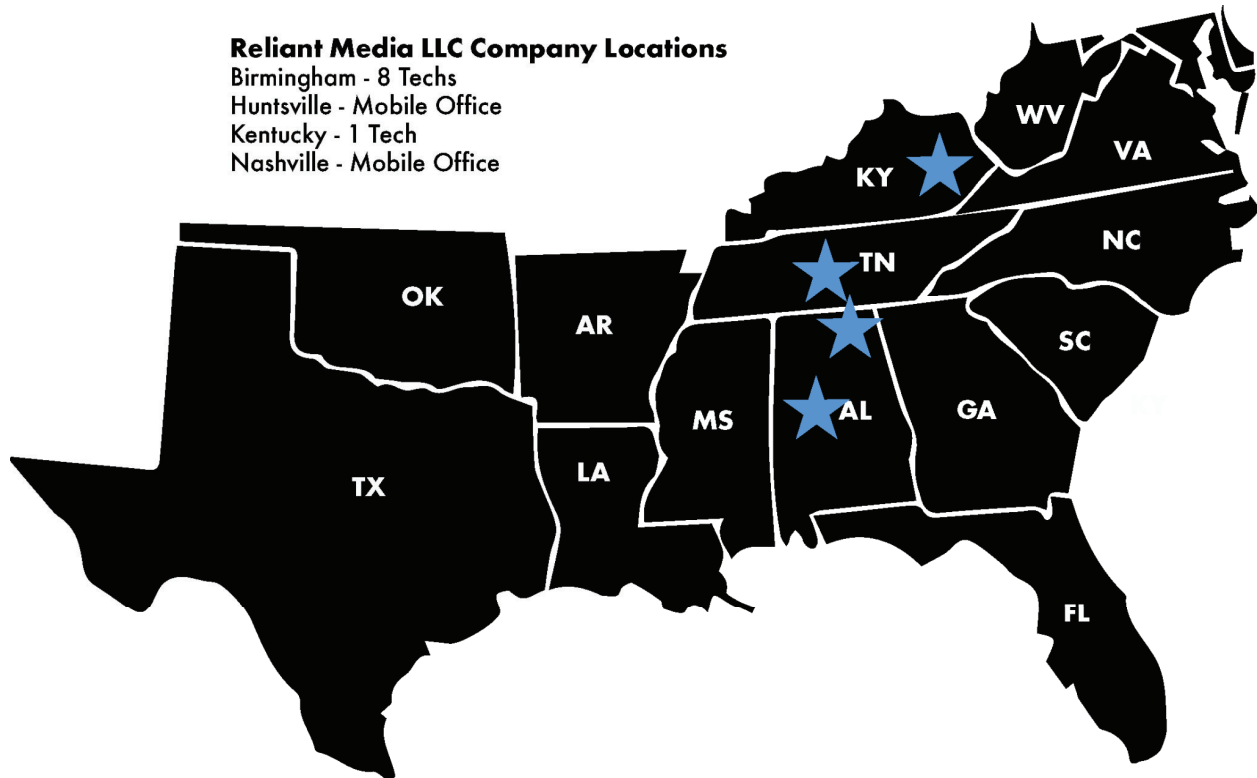 Reliant Media LLC Company Locations
Birmingham - 8 Techs
Huntsville - Mobile Office
Kentucky - 1 Tech
Nashville - Mobile Office
WV
VA
KY
NC
TN
OK
AR
SC
MS
AL
GA
LA
TX
FL